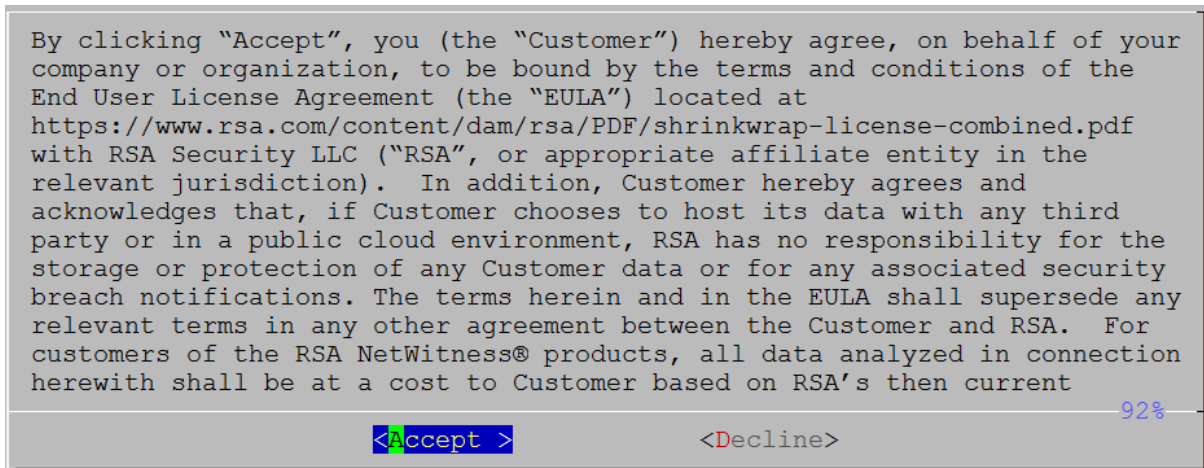 By clicking “Accept”, you (the “Customer”) hereby agree, on behalf of your
company or organization, to be bound by the terms and conditions of the
End User License Agreement (the “EULA”) located at
https://www.rsa.com/content/dam/rsa/PDF/shrinkwrap-license-combined.pdf
with RSA Security LLC (“RSA”, or appropriate affiliate entity in the
relevant jurisdiction).  In addition, Customer hereby agrees and
acknowledges that, if Customer chooses to host its data with any third
party or in a public cloud environment, RSA has no responsibility for the
storage or protection of any Customer data or for any associated security
breach notifications. The terms herein and in the EULA shall supersede any
relevant terms in any other agreement between the Customer and RSA.  For
customers of the RSA NetWitness® products, all data analyzed in connection
herewith shall be at a cost to Customer based on RSA’s then current
92%
<Accept > <Decline>